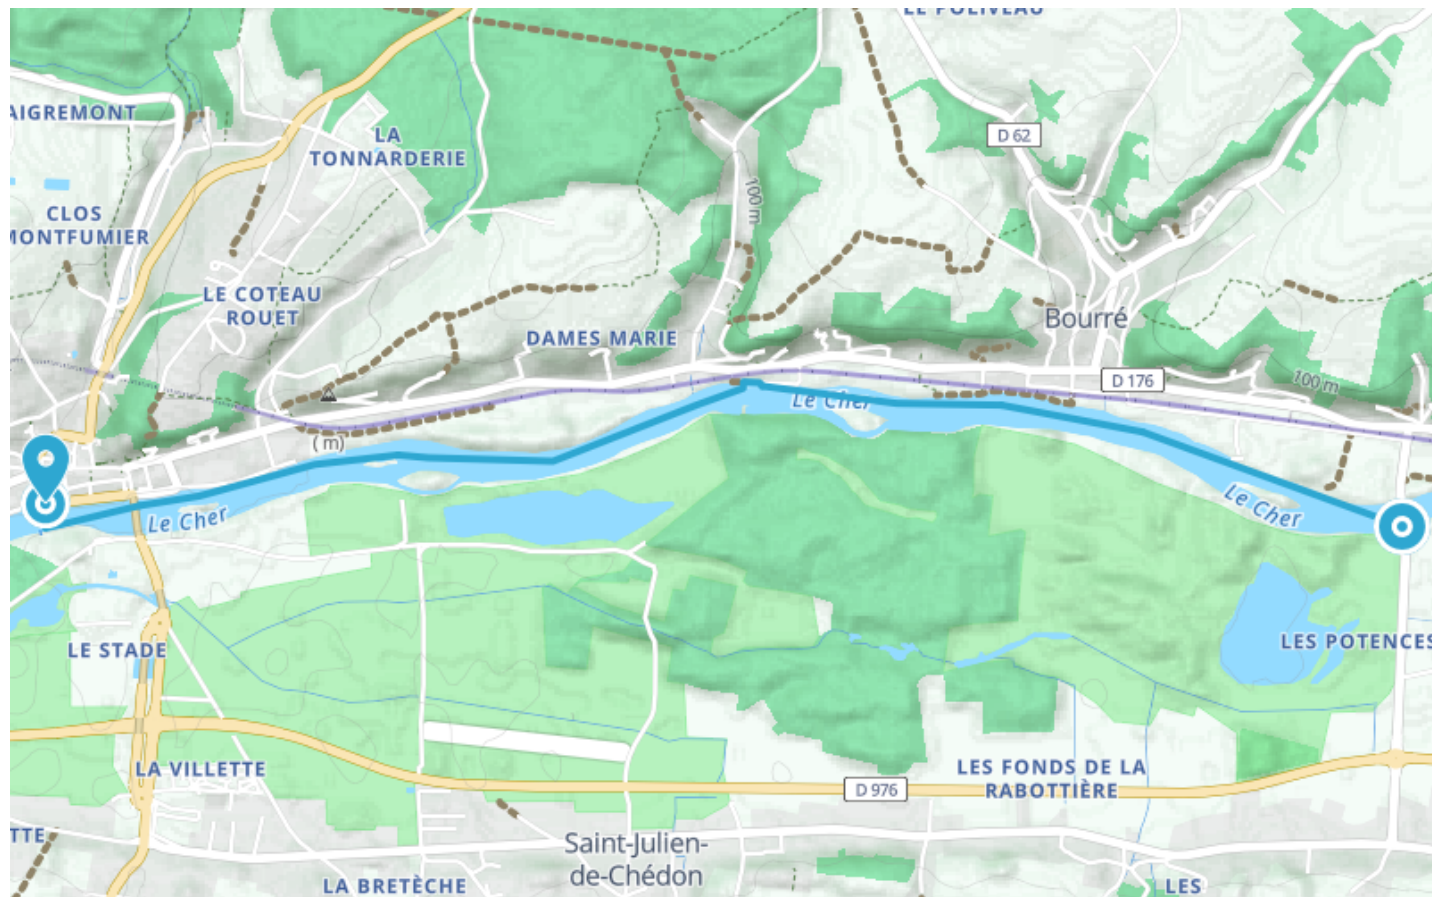 LE POLIVEAU
AIGREMONT
D 62
LA
TONNARDERIE
100 m
CLOS
MONTFUMIER
LE COTEAU
ROUET
Bourré
DAMES MARIE
D 176
100 m
Le Cher
( m)
Le Cher
Le Cher
LE STADE
LES POTENCES
LA VILLETTE
LES FONDS DE LA
RABOTTIÈRE
D 976
TTE
Saint-Julien-
de-Chédon
LA BRETÈCHE
LES